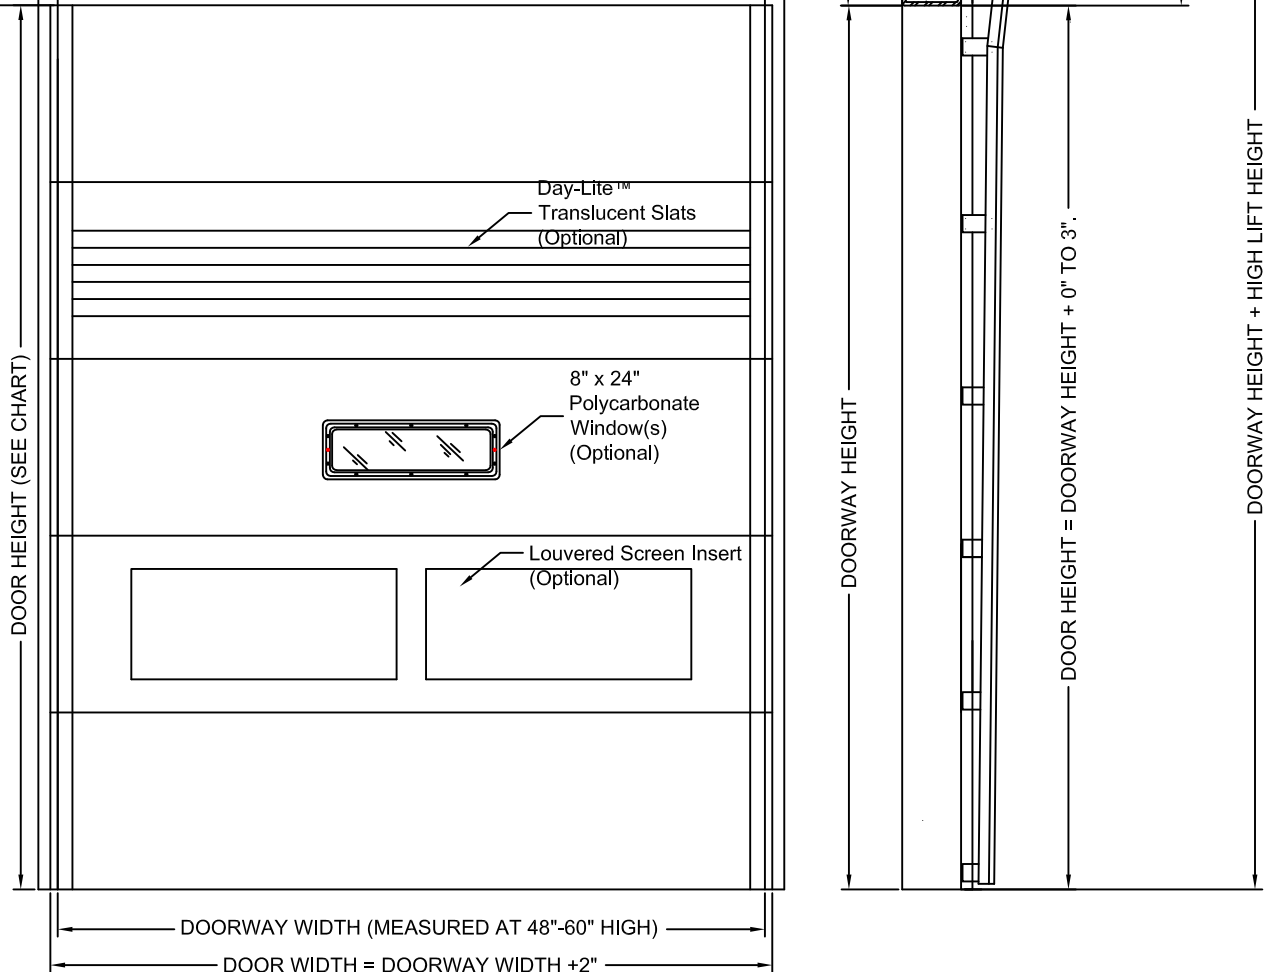 Day-Lite™
Translucent Slats
(Optional)
8" x 24"
Polycarbonate
Window(s)
(Optional)
Louvered Screen Insert
(Optional)
DOOR HEIGHT (SEE CHART)
DOORWAY WIDTH (MEASURED AT 48"-60" HIGH)
DOOR WIDTH = DOORWAY WIDTH +2"
DOORWAY HEIGHT
DOOR HEIGHT = DOORWAY HEIGHT + 0" TO 3".
DOORWAY HEIGHT + HIGH LIFT HEIGHT